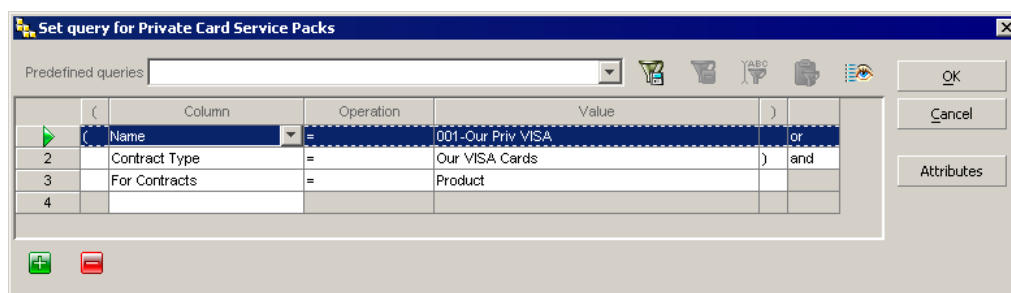 Set query for Private Card Service Packs
Predefined queries
ABC
OK
( Column Operation Value )
Cancel
( Name = 001-Our Priv VISA or
2 Contract Type = Our VISA Cards ) and
Attributes
3 For Contracts = Product
4